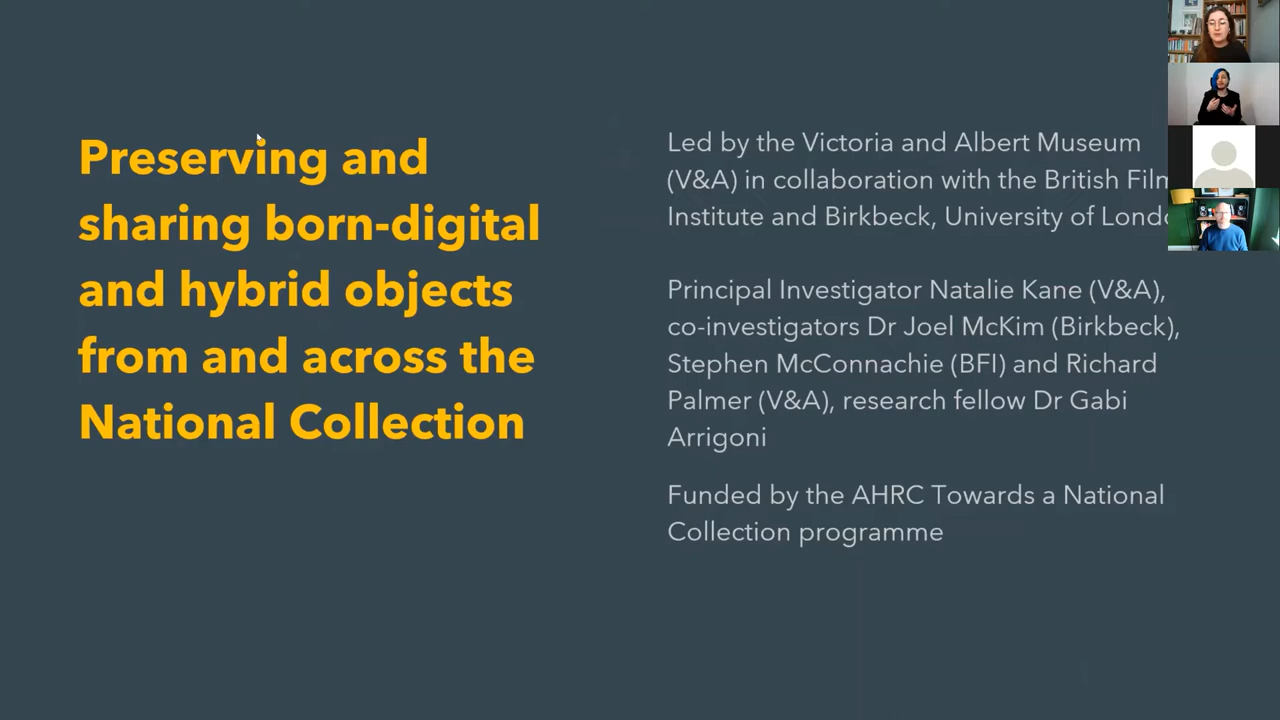 Preserving and
sharing born-digital
and hybrid objects
from and across the
National Collection
Led by the Victoria and Albert Museum
(V&A) in collaboration with the British Film
Institute and Birkbeck, University of
Principal Investigator Natalie Kane (V&A),
co-investigators Dr Joel McKim (Birkbeck),
Stephen McConnachie (BFI) and Richard
Palmer (V&A), research fellow Dr Gabi
Arrigoni
Funded by the AHRC Towards a National
Collection programme